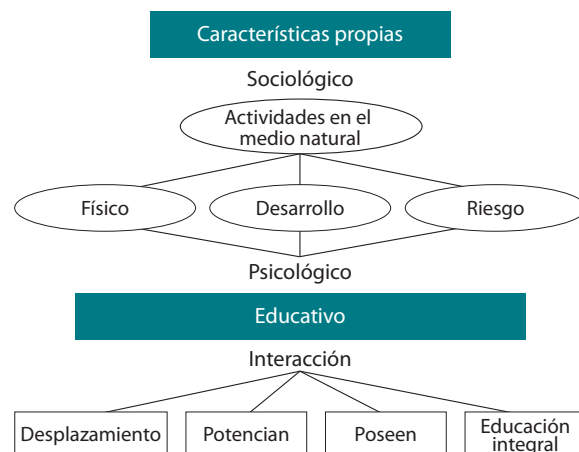 Características propias
Sociológico
Actividades en el
medio natural
Físico
Desarrollo
Riesgo
Psicológico
Educativo
Interacción
Desplazamiento
Potencian
Poseen
Educación
integral